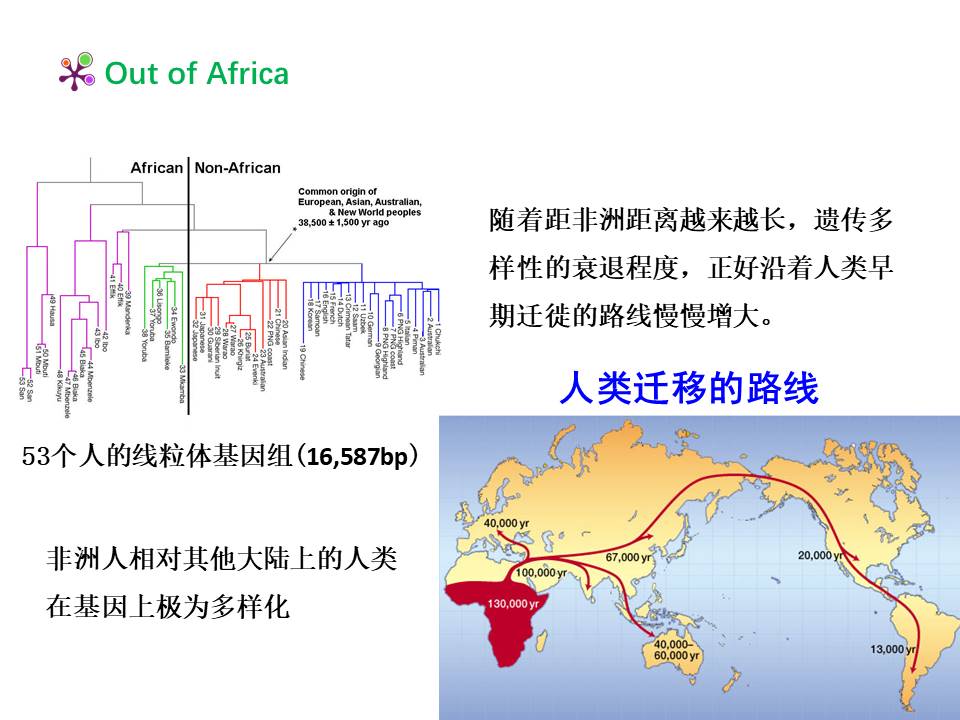 Out of Africa
African
Non-African
Common origin of
European, Asian, Australian,
& New World peoples
38,500 ± 1,500 yr ago
53 San
52 San
51 Mbuti
50 Mbuti
49 Hausa
48 Kikuyu
47 Mbenzele
46 Biaka
45 Biaka
44 Mbenzele
43 Ibo
42 Ibo
41 Effik
40 Effik
39 Mandenka
38 Yoruba
37 Yoruba
36 Lisongo
35 Bamileke
34 Ewondo
33 Mkamba
32 Japanese
31 Japanese
30 Guarani
29 Siberian Inuit
28 Warao
27 Warao
26 Khirgiz
25 Buriat
24 Evenki
23 Australian
22 PNG coast
21 Chinese
20 Asian Indian
19 Chinese
18 Korean
17 Samoan
16 English
15 French
14 Dutch
13 Crimean Tatar
12 Saam
11 Uzbek
10 German
9 Georgian
8 PNG Highland
7 PNG coast
6 PNG Highland
5 Italian
4 Piman
3 Australian
2 Australian
1 Chukchi
随着距非洲距离越来越长，遗传多
样性的衰退程度，正好沿着人类早
期迁徙的路线慢慢增大。
人类迁移的路线
53个人的线粒体基因组(16,587bp)
非洲人相对其他大陆上的人类
在基因上极为多样化
40,000 yr
67,000 yr
20,000 yr
100,000 yr
130,000 yr
40,000–
60,000 yr
13,000 yr